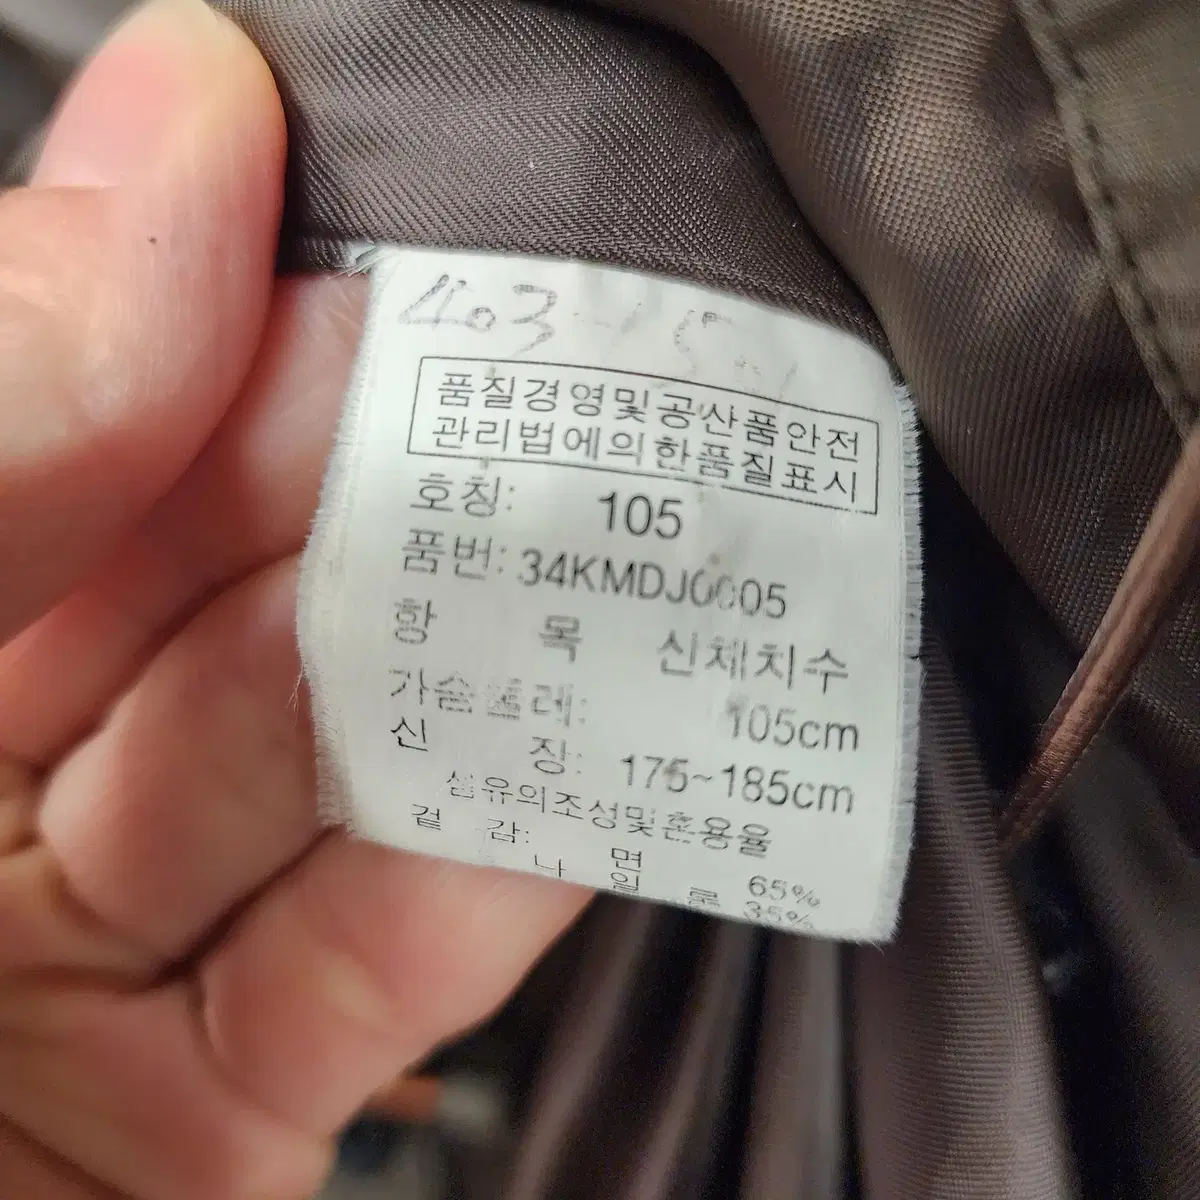 403
품질경영및공산품안전
관리법에의한품질표시
호칭: 105
품번: 34KMDJ0005
항 목 신체치수
가슴둘레: 105cm
신 장: 175~185cm
섬유의조성및혼용율
겉 감: 면 65%
나 일 론 35%